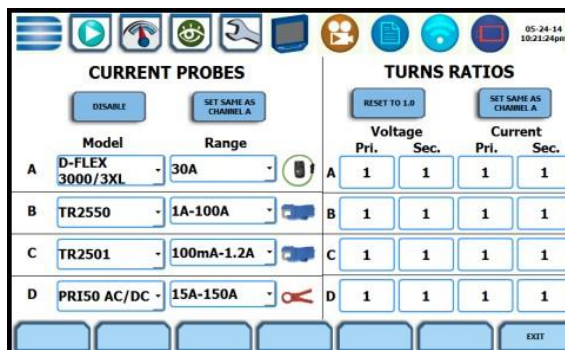 05-24-14
10:21:24pm
CURRENT PROBES
TURNS RATIOS
DISABLE
SET SAME AS
CHANNEL A
RESET TO 1.0
SET SAME AS
CHANNEL A
Voltage Current
Model Range
Pri. Sec. Pri. Sec.
A D-FLEX
3000/3XL 30A A 1 1 1 1
B TR2550 1A-100A B 1 1 1 1
C TR2501 100mA-1.2A C 1 1 1 1
D PRI50 AC/DC 15A-150A D 1 1 1 1
EXIT